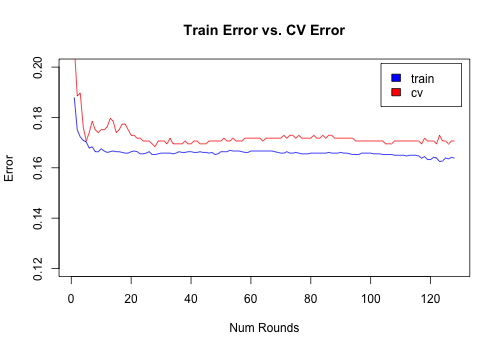 Train Error vs. CV Error
train
cv
Error
0.20
0.18
0.16
0.14
0.12
0 20 40 60 80 100 120
Num Rounds